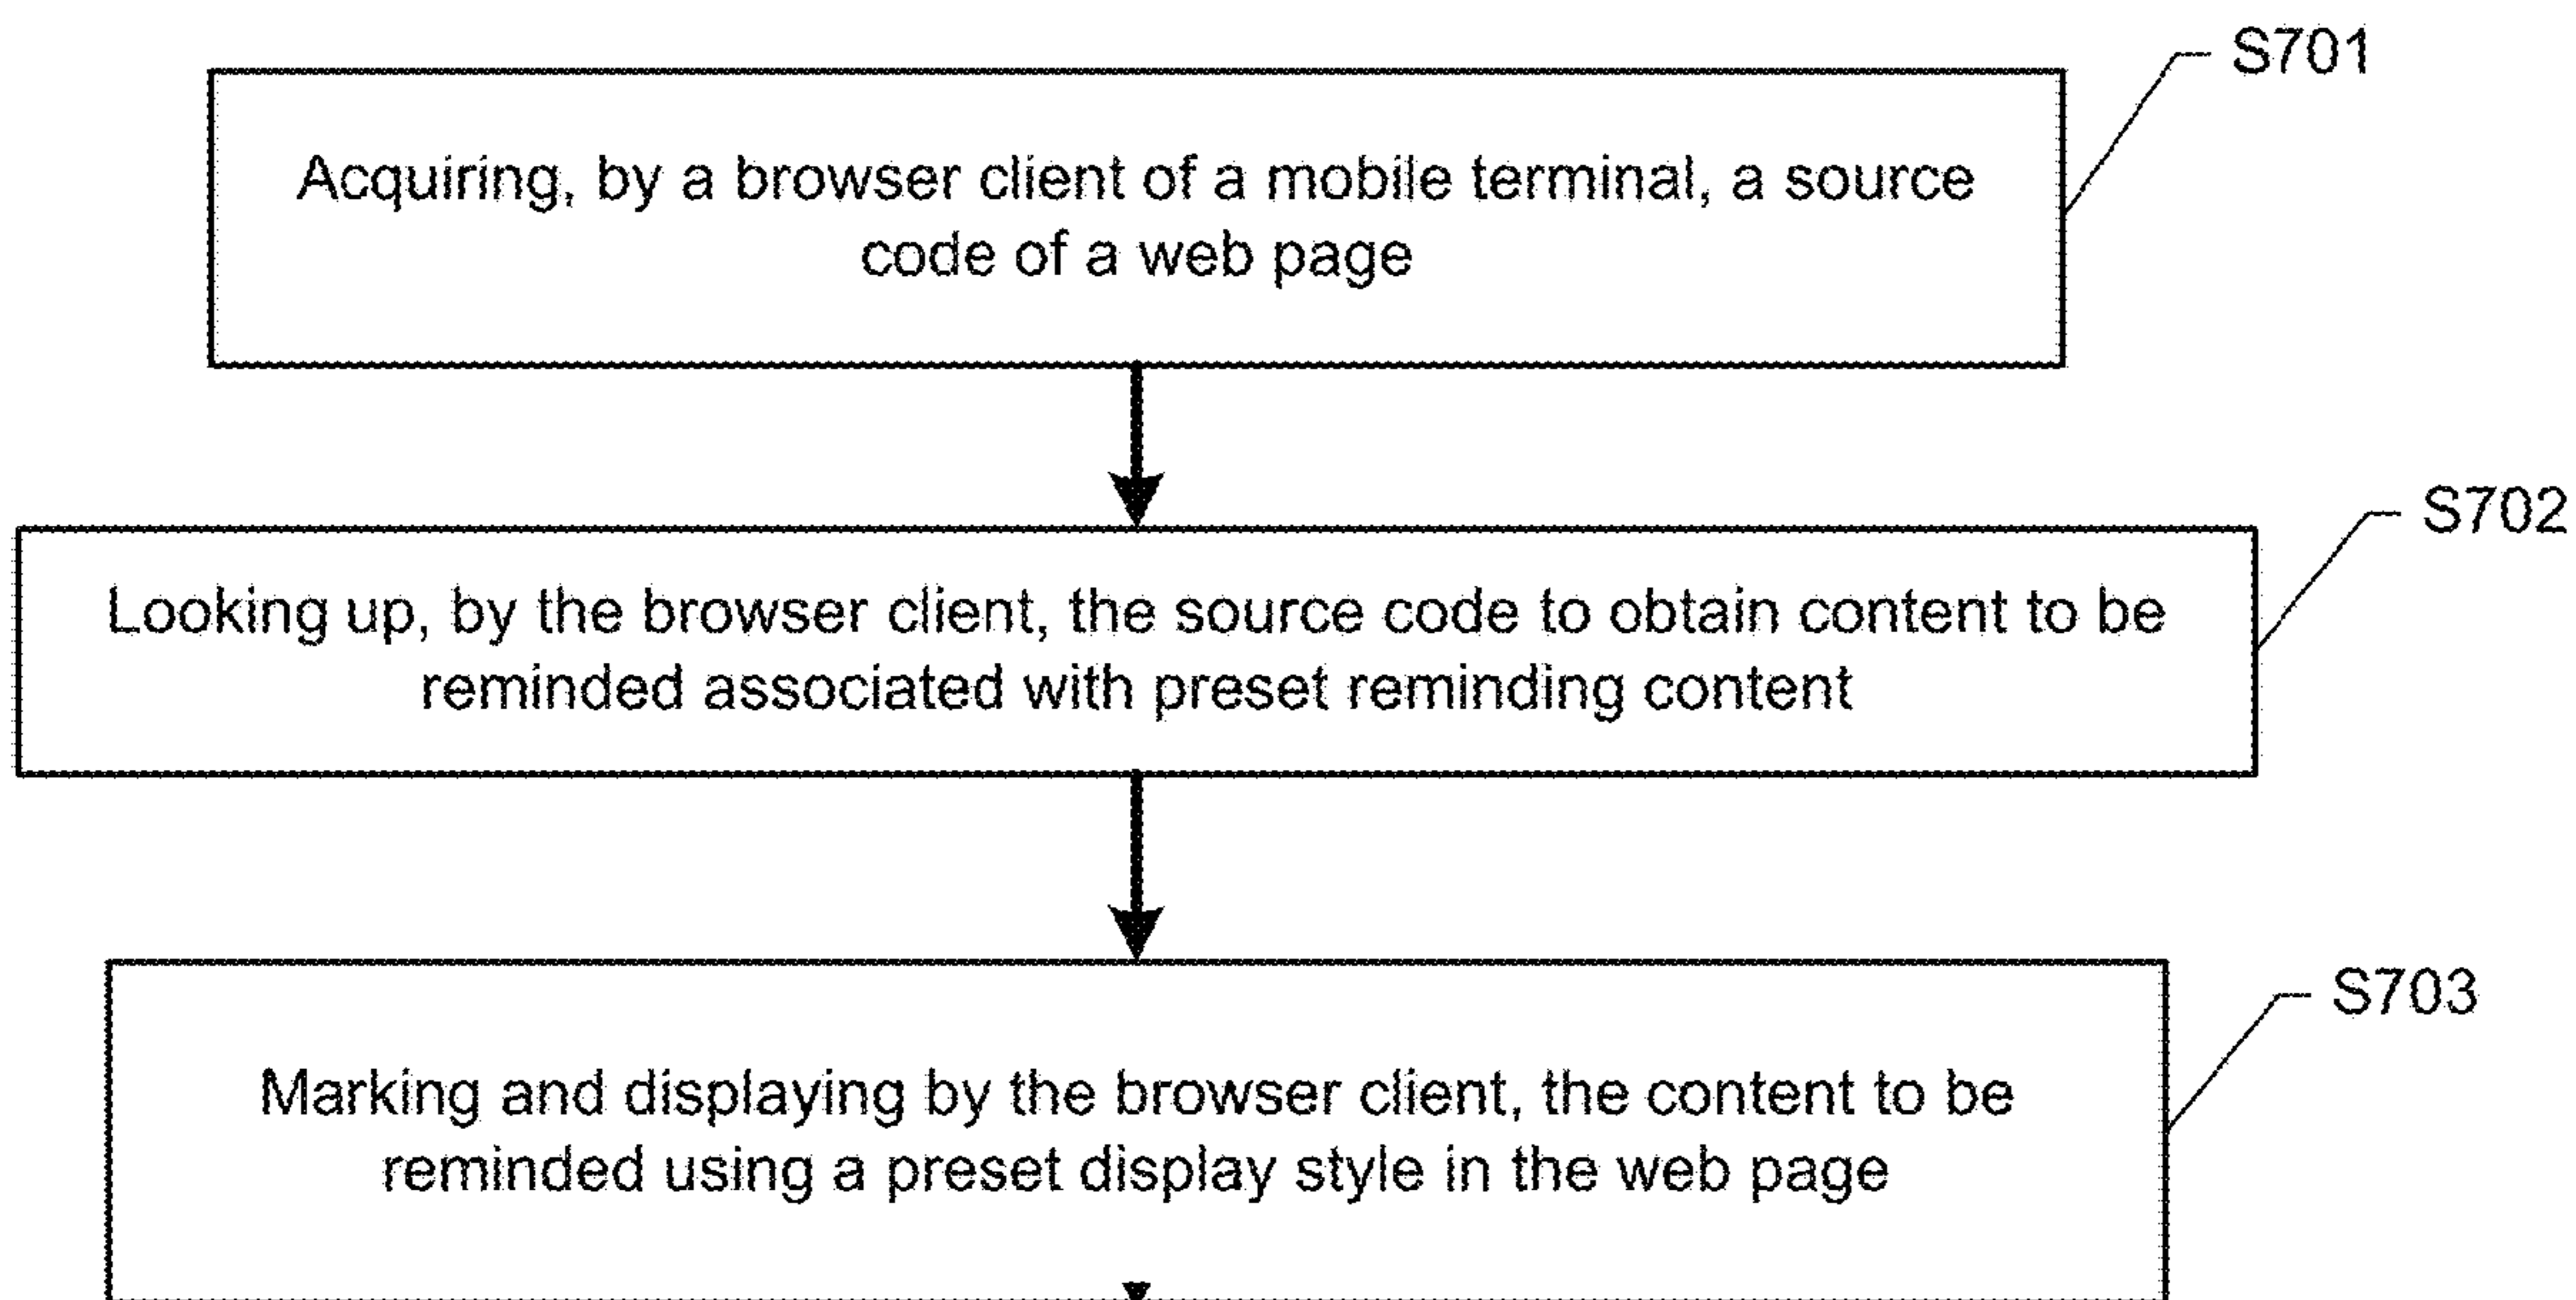 S701
Acquiring, by a browser client of a mobile terminal, a source
code of a web page
S702
Looking up, by the browser client, the source code to obtain content to be
reminded associated with preset reminding content
S703
Marking and displaying by the browser client, the content to be
reminded using a preset display style in the web page